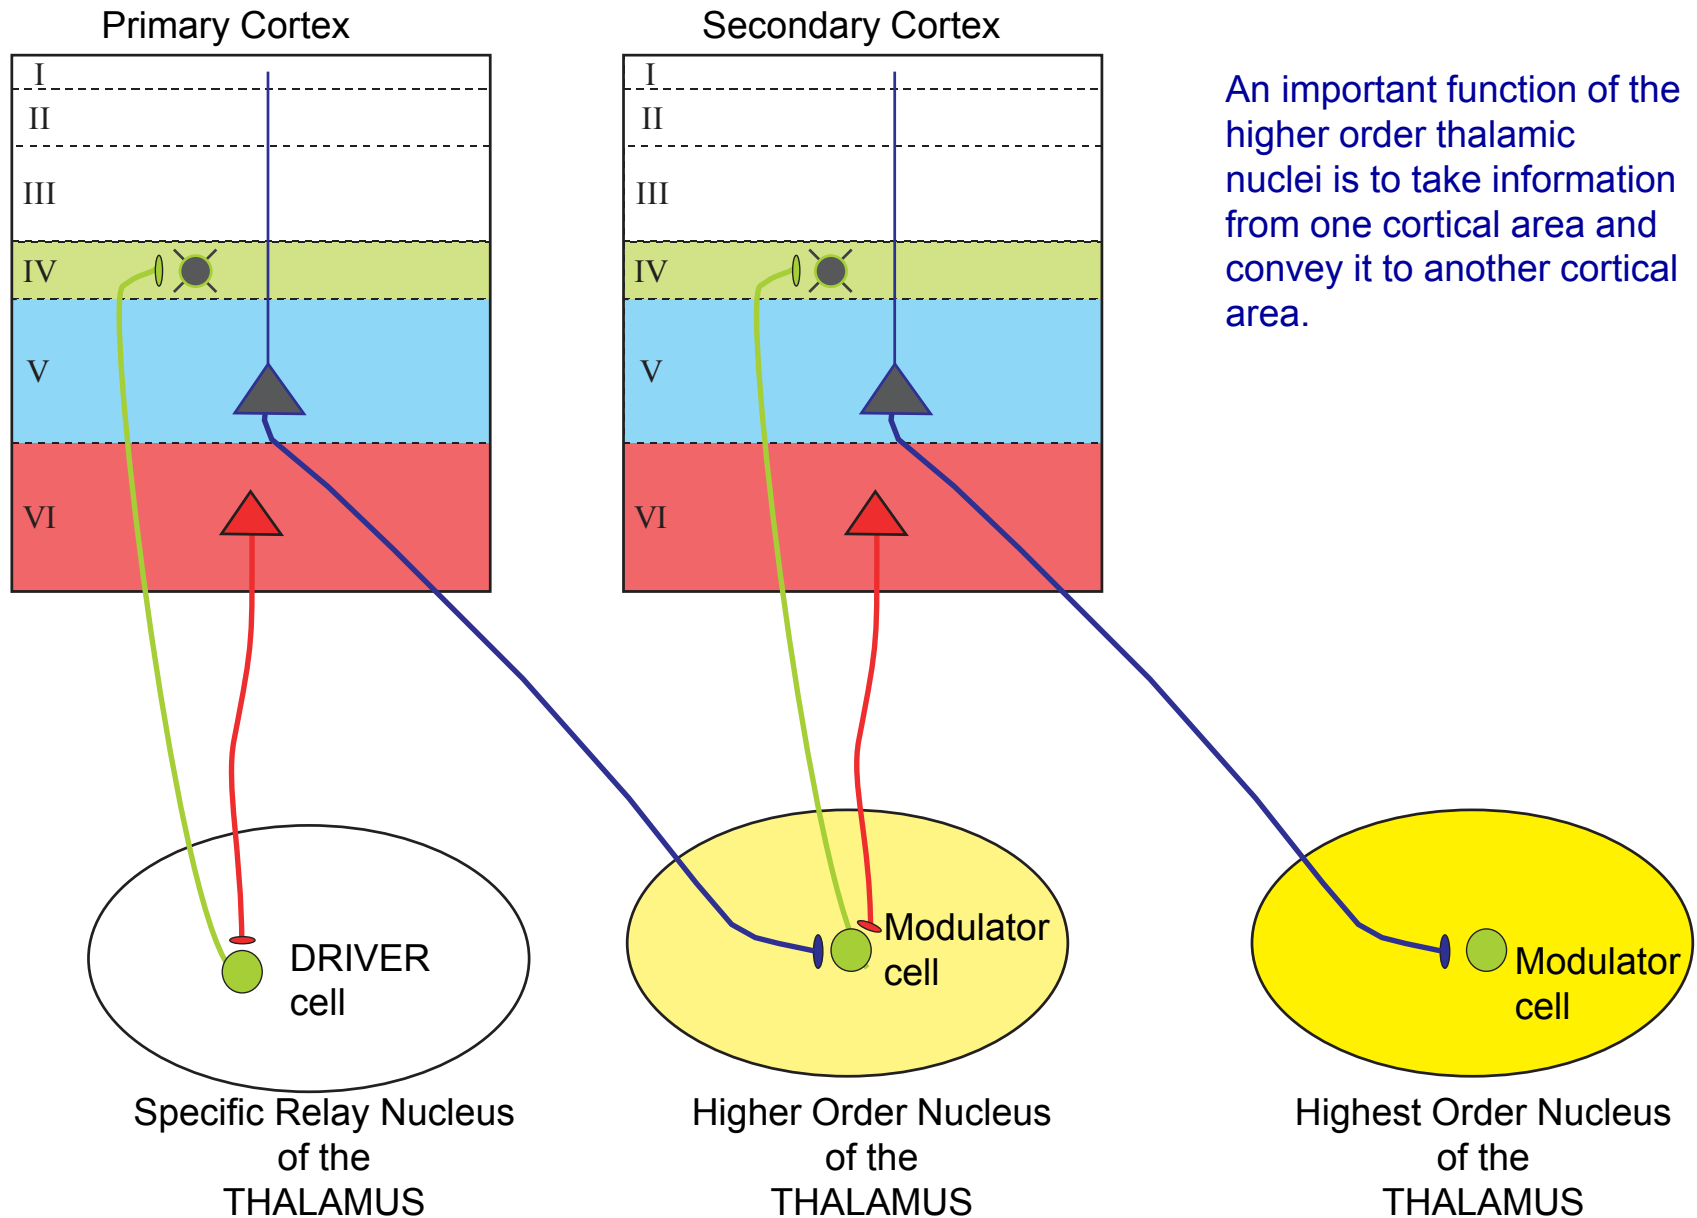 Primary Cortex
I
II
III
IV
V
VI
Secondary Cortex
I
II
III
IV
V
VI
An important function of the
higher order thalamic
nuclei is to take information
from one cortical area and
convey it to another cortical
area.
DRIVER
cell
Modulator
cell
Modulator
cell
Specific Relay Nucleus
of the
THALAMUS
Higher Order Nucleus
of the
THALAMUS
Highest Order Nucleus
of the
THALAMUS